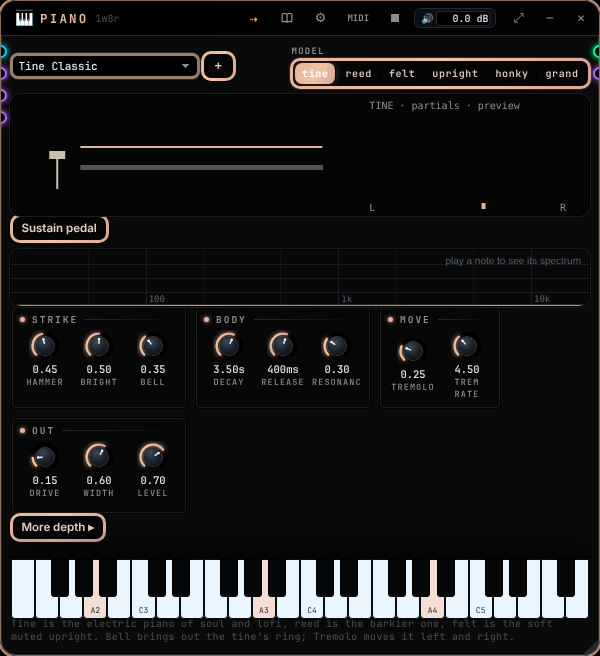 PIANO 1w8r MIDI 0.0 dB
MODEL
Tine Classic + tine reed felt upright honky grand
TINE · partials · preview
L R
Sustain pedal
play a note to see its spectrum
100 1k 10k
STRIKE BODY MOVE
0.45 0.50 0.35 3.50s 400ms 0.30 0.25 4.50
HAMMER BRIGHT BELL DECAY RELEASE RESONANC TREMOLO TREM
RATE
OUT
0.15 0.60 0.70
DRIVE WIDTH LEVEL
More depth ▸
A2 C3 A3 C4 A4 C5
Tine is the electric piano of soul and lofi, reed is the barkier one, felt is the soft
muted upright. Bell brings out the tine's ring; Tremolo moves it left and right.